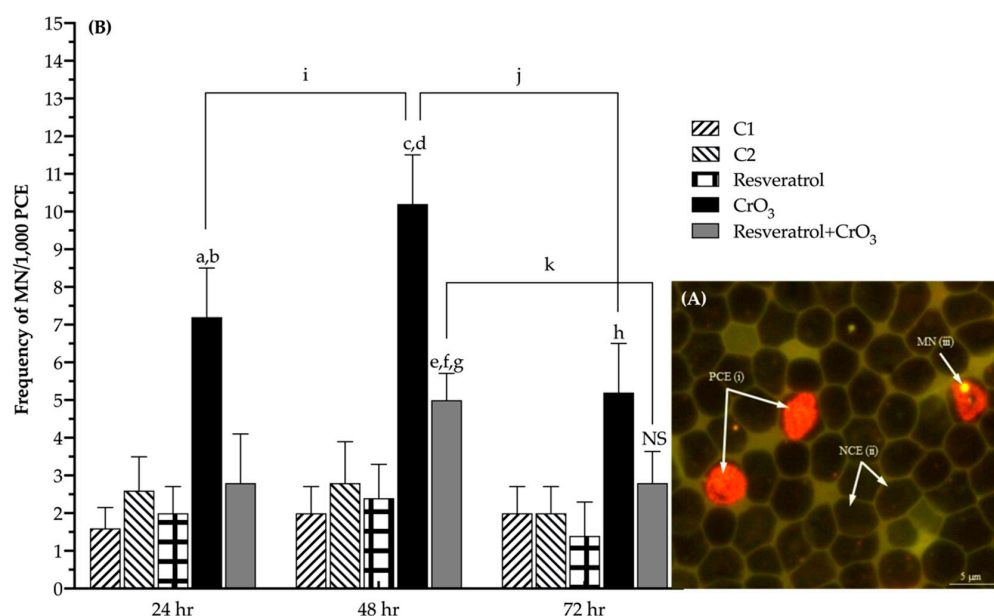 (B)
Frequency of MN/1,000 PCE
15
14
13
12
11
10
9
8
7
6
5
4
3
2
1
0
i
j
c,d
a,b
k
h
e,f,g
NS
24 hr
48 hr
72 hr
C1
C2
Resveratrol
CrO₃
Resveratrol+CrO₃
(A)
MN (iii)
PCE (i)
NCE (ii)
5 µm